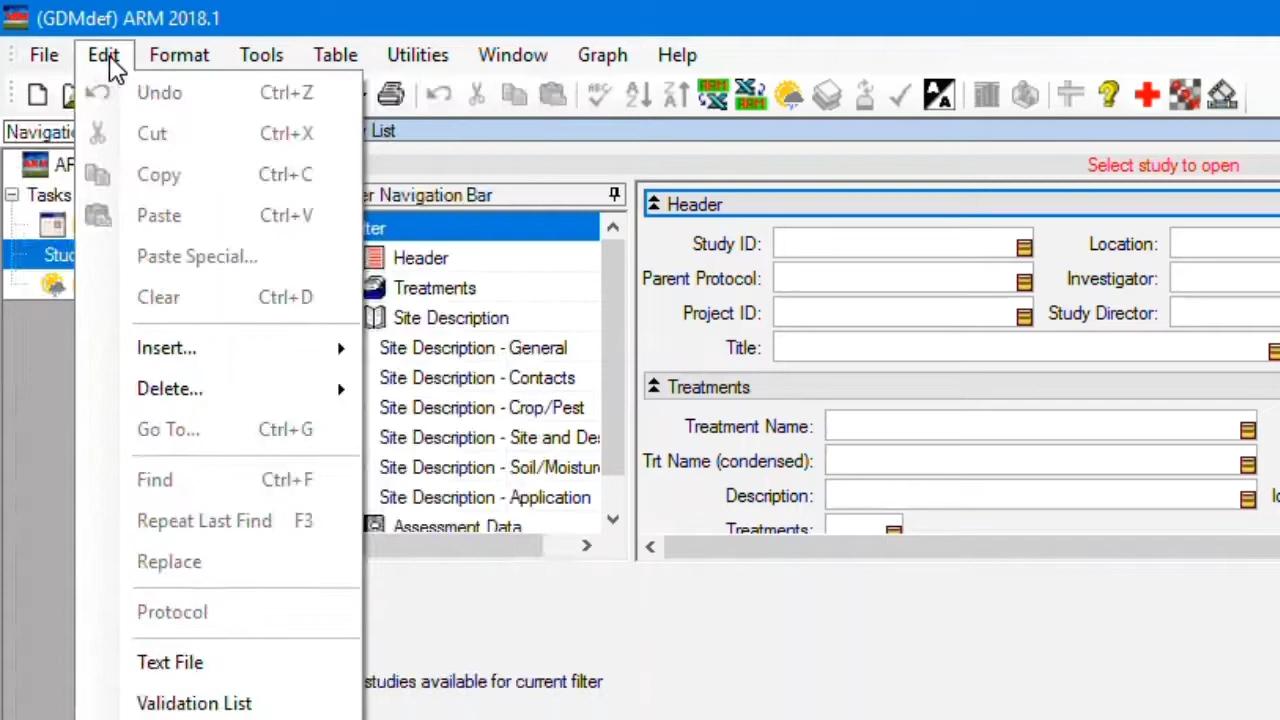 (GDMdef) ARM 2018.1
File Edit Format Tools Table Utilities Window Graph Help
Undo Ctrl+Z
Cut Ctrl+X
Copy Ctrl+C
Paste Ctrl+V
Paste Special...
Clear Ctrl+D
Insert...
Delete...
Go To... Ctrl+G
Find Ctrl+F
Repeat Last Find F3
Replace
Protocol
Text File
Validation List
List
Select study to open
Tasks
Navigation Bar
Header
Treatments
Site Description
Site Description - General
Site Description - Contacts
Site Description - Crop/Pest
Site Description - Site and De
Site Description - Soil/Moistur
Site Description - Application
Assessment Data
Header
Study ID: Location:
Parent Protocol: Investigator:
Project ID: Study Director:
Title:
Treatments
Treatment Name:
Trt Name (condensed):
Description:
Treatments:
studies available for current filter